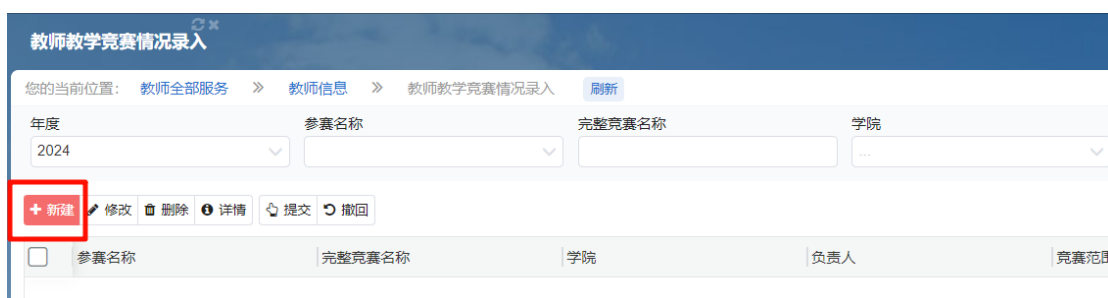 教师教学竞赛情况录入
您的当前位置： 教师全部服务 » 教师信息 » 教师教学竞赛情况录入 刷新
年度 参赛名称 完整竞赛名称 学院
2024 ...
+ 新建 修改 删除 详情 提交 撤回
参赛名称 完整竞赛名称 学院 负责人 竞赛范围